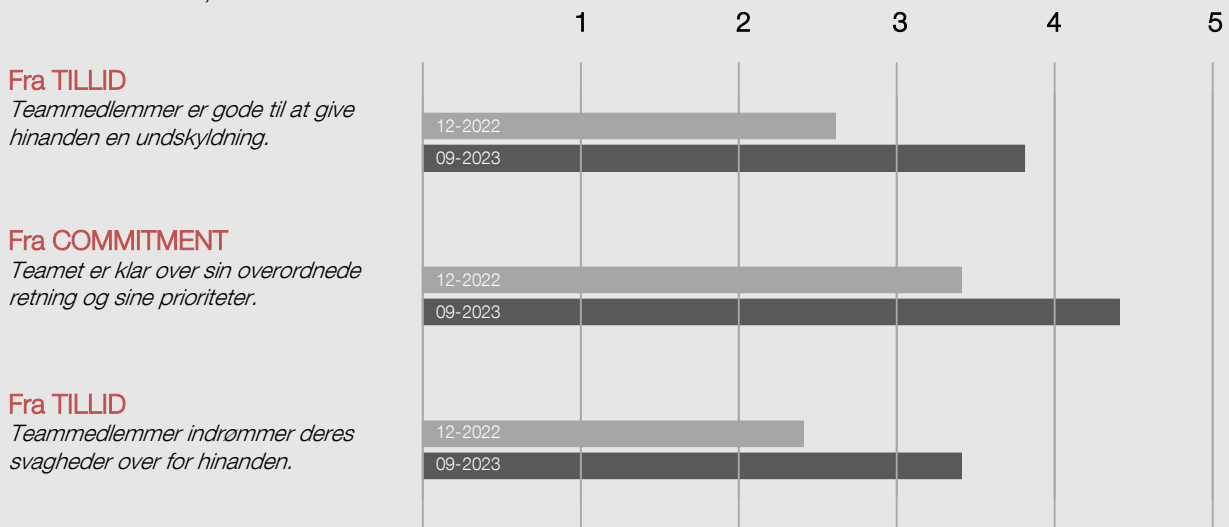 1 2 3 4 5
Fra TILLID
Teammedlemmer er gode til at give
hinanden en undskyldning.
12-2022
09-2023
Fra COMMITMENT
Teamet er klar over sin overordnede
retning og sine prioriteter.
12-2022
09-2023
Fra TILLID
Teammedlemmer indrømmer deres
svagheder over for hinanden.
12-2022
09-2023